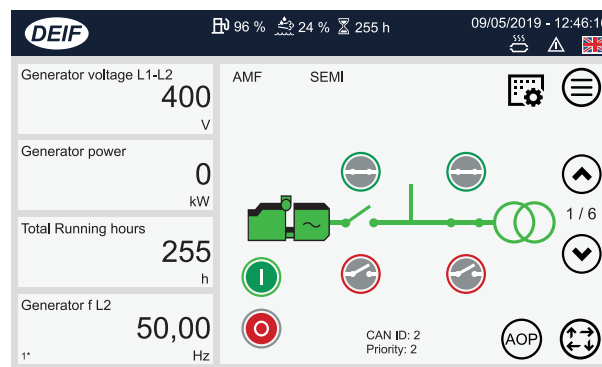 DEIF
96 % 24 % 255 h
09/05/2019 - 12:46:10
Generator voltage L1-L2
400
V
Generator power
0
kW
Total Running hours
255
h
Generator f L2
50,00
1* Hz
AMF SEMI
1 / 6
CAN ID: 2
Priority: 2
AOP